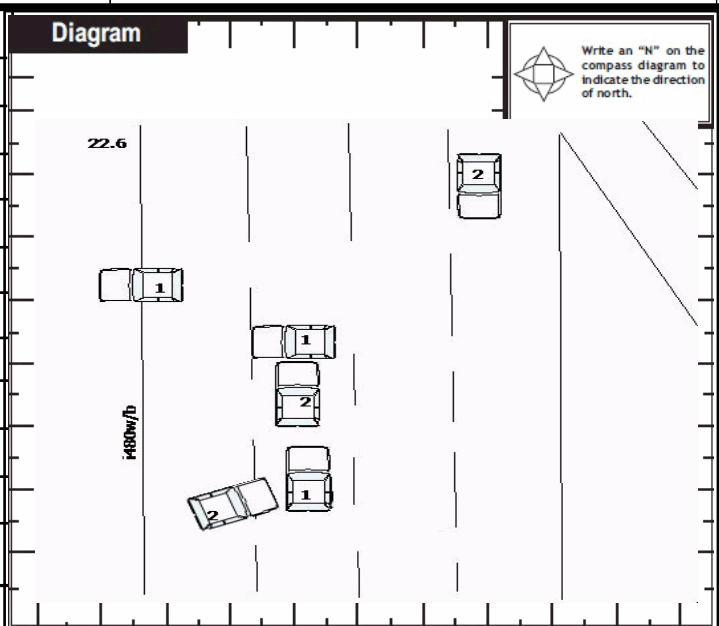 Diagram
Write an “N” on the
compass diagram to
indicate the direction
of north.
22.6
2
1
1
2
i480w/b
1
2